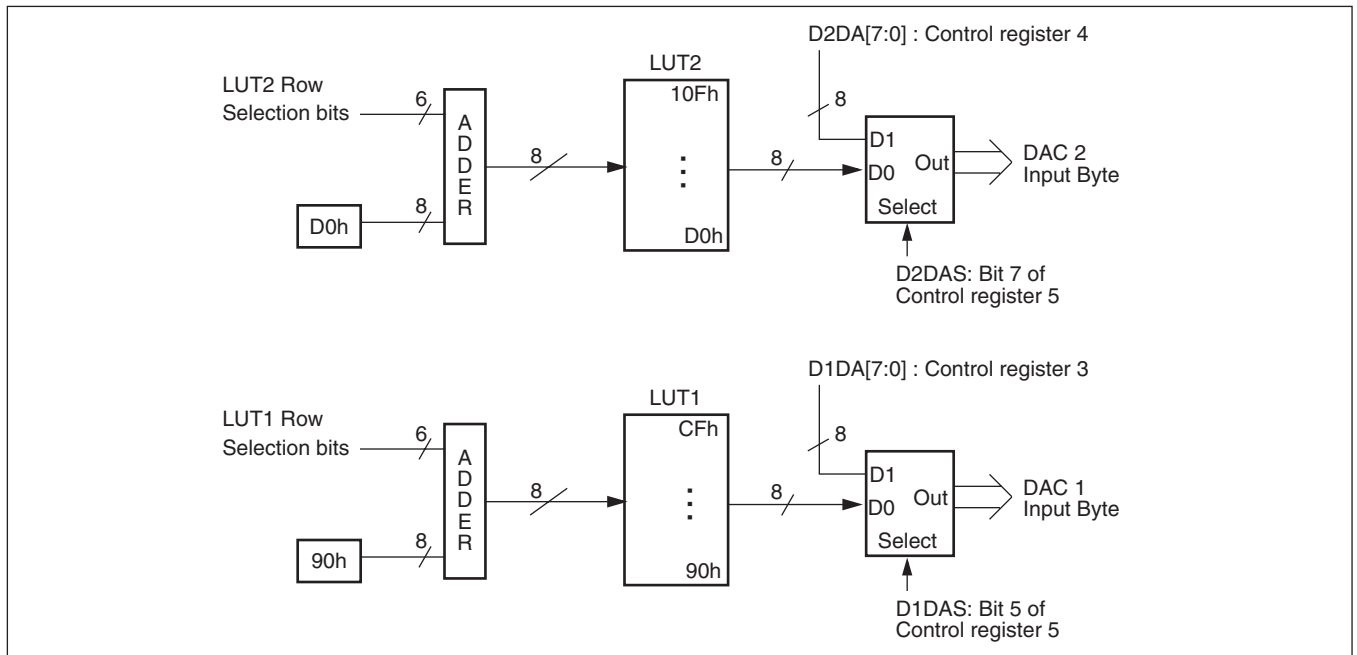 D2DA[7:0] : Control register 4
LUT2
LUT2 Row
Selection bits
6
8
A
D
D
E
R
8
D0h
10Fh
⋮
D0h
8
8
D1
D0
Out
Select
DAC 2
Input Byte
D2DAS: Bit 7 of
Control register 5
D1DA[7:0] : Control register 3
LUT1
LUT1 Row
Selection bits
6
8
A
D
D
E
R
8
90h
CFh
⋮
90h
8
8
D1
D0
Out
Select
DAC 1
Input Byte
D1DAS: Bit 5 of
Control register 5